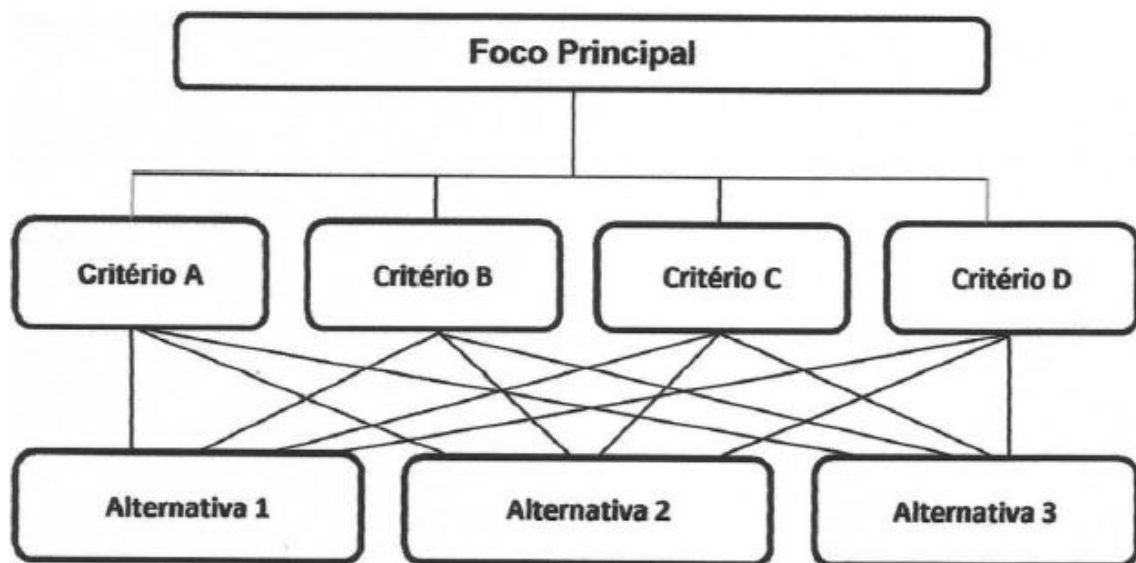 Foco Principal
Critério A
Critério B
Critério C
Critério D
Alternativa 1
Alternativa 2
Alternativa 3